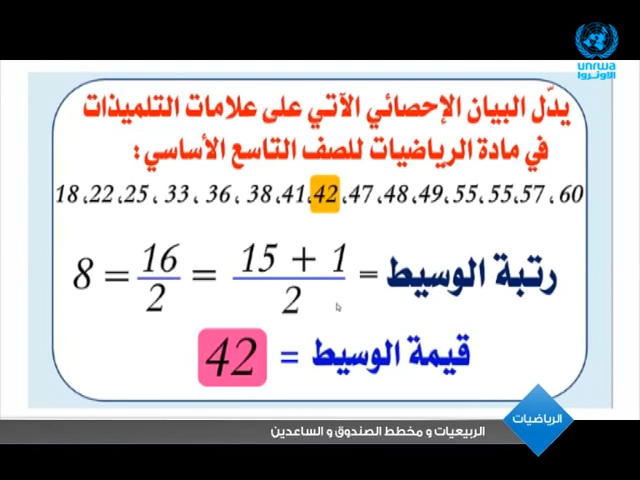 unrwa
الأونروا
يدّل البيان الإحصائي الآتي على علامات التلميذات
في مادة الرياضيات للصف التاسع الأساسي :
18 ، 22 ، 25 ، 33 ، 36 ، 38 ، 41 ، 42 ، 47 ، 48 ، 49 ، 55 ، 55 ، 57 ، 60
رتبة الوسيط = (15 + 1)/2 = 16/2 = 8
قيمة الوسيط = 42
الرياضيات
الربيعيات و مخطط الصندوق و الساعدين